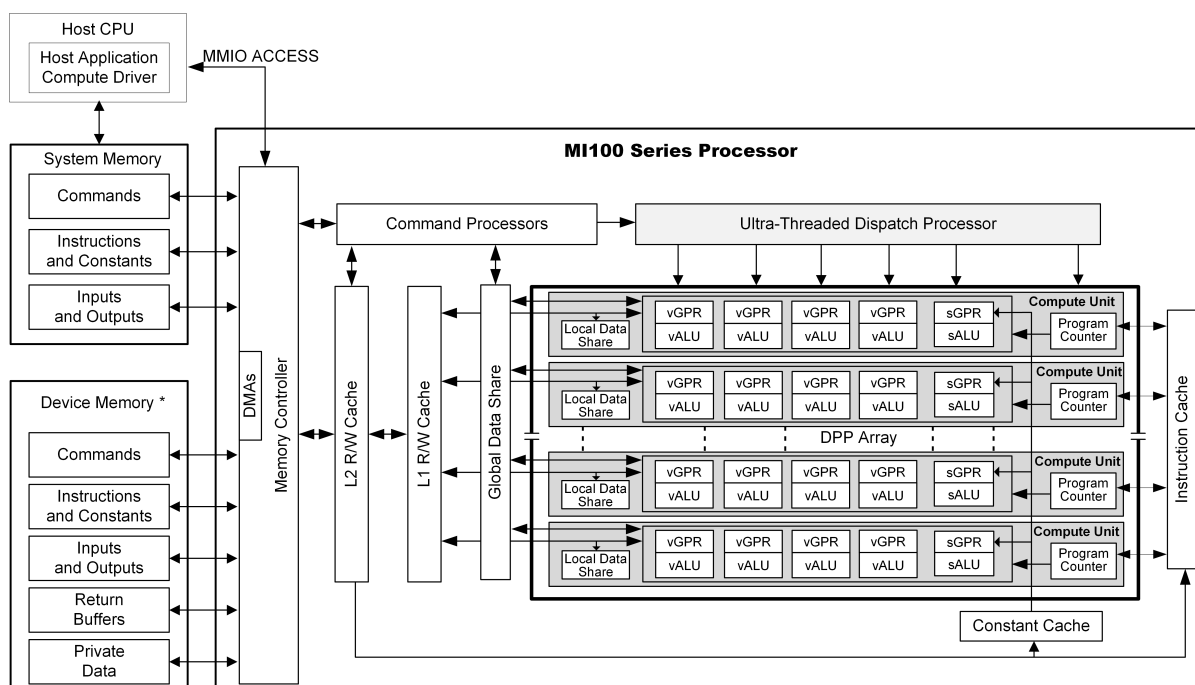 Host CPU
Host Application
Compute Driver
MMIO ACCESS
System Memory
Commands
Instructions
and Constants
Inputs
and Outputs
Device Memory *
Commands
Instructions
and Constants
Inputs
and Outputs
Return
Buffers
Private
Data
MI100 Series Processor
DMAs
Memory Controller
Command Processors
Ultra-Threaded Dispatch Processor
L2 R/W Cache
L1 R/W Cache
Global Data Share
Compute Unit
Local Data
Share
vGPR vGPR vGPR vGPR sGPR
vALU vALU vALU vALU sALU
Program
Counter
Compute Unit
Local Data
Share
vGPR vGPR vGPR vGPR sGPR
vALU vALU vALU vALU sALU
Program
Counter
DPP Array
Compute Unit
Local Data
Share
vGPR vGPR vGPR vGPR sGPR
vALU vALU vALU vALU sALU
Program
Counter
Compute Unit
Local Data
Share
vGPR vGPR vGPR vGPR sGPR
vALU vALU vALU vALU sALU
Program
Counter
Instruction Cache
Constant Cache